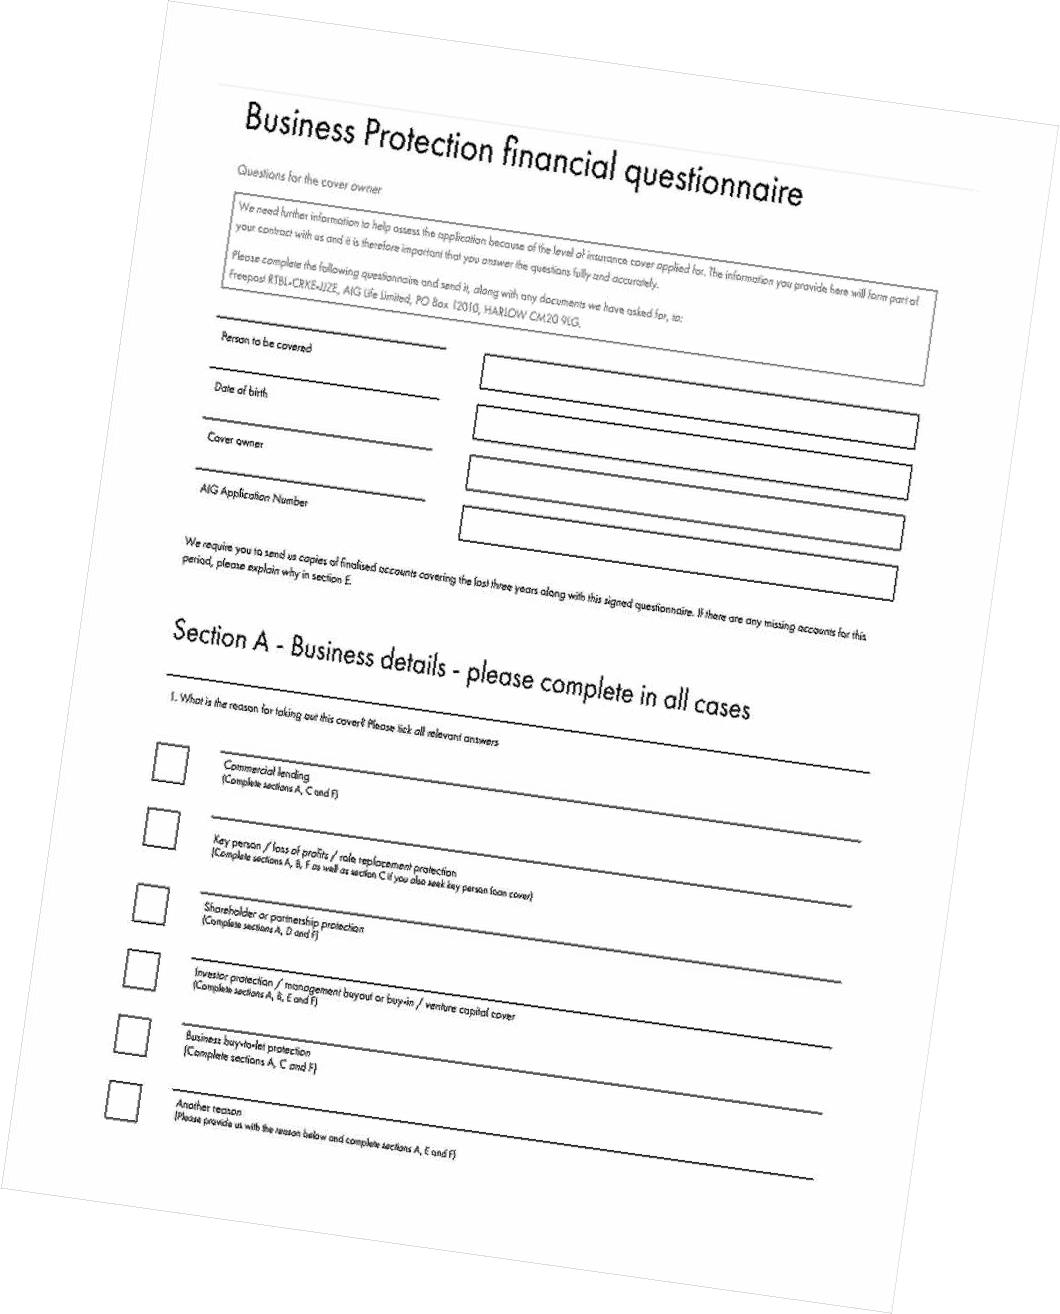 Business Protection financial questionnaire
Questions for the cover owner
We need further information to help assess the application because of the level of insurance cover applied for. The information you provide here will form part of
your contract with us and it is therefore important that you answer the questions fully and accurately.
Please complete the following questionnaire and send it, along with any documents we have asked for, to:
Freepost RTBL-CRKE-JJZE, AIG Life Limited, PO Box 12010, HARLOW CM20 9LG.
Person to be covered
Date of birth
Cover owner
AIG Application Number
We require you to send us copies of finalised accounts covering the last three years along with this signed questionnaire. If there are any missing accounts for this
period, please explain why in section E.
Section A - Business details - please complete in all cases
1. What is the reason for taking out this cover? Please tick all relevant answers
Commercial lending
(Complete sections A, C and F)
Key person / loss of profits / role replacement protection
(Complete sections A, B, F as well as section C if you also seek key person loan cover)
Shareholder or partnership protection
(Complete sections A, D and F)
Investor protection / management buyout or buy-in / venture capital cover
(Complete sections A, B, E and F)
Business buy-to-let protection
(Complete sections A, C and F)
Another reason
(Please provide us with the reason below and complete sections A, E and F)